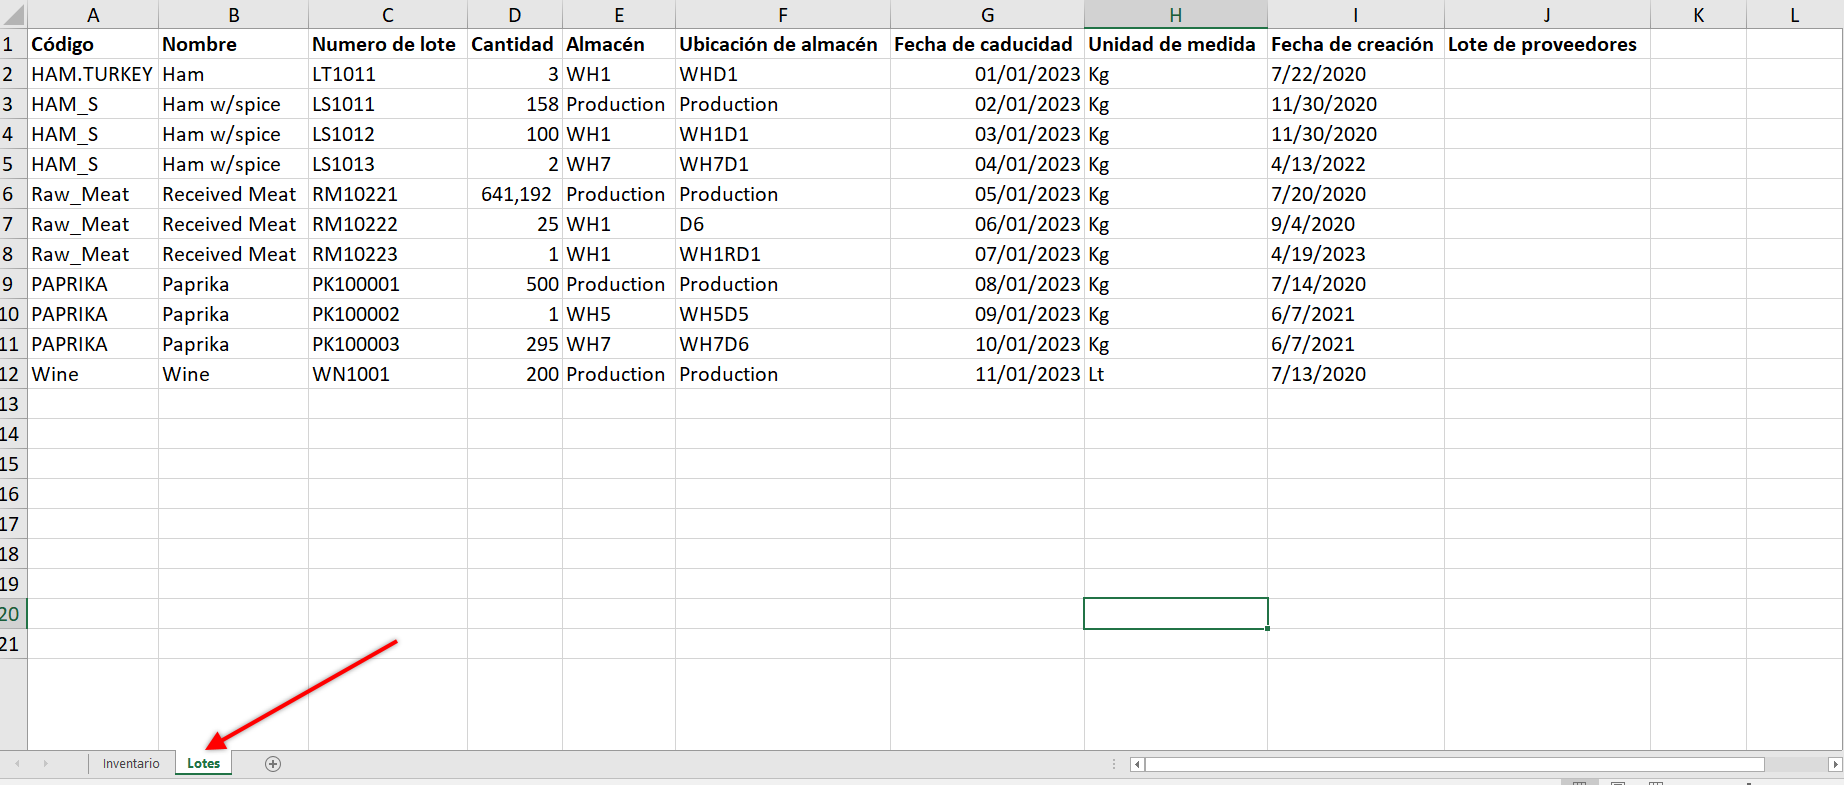 A B C D E F G H I J K L
1 Código Nombre Numero de lote Cantidad Almacén Ubicación de almacén Fecha de caducidad Unidad de medida Fecha de creación Lote de proveedores
2 HAM.TURKEY Ham LT1011 3 WH1 WHD1 01/01/2023 Kg 7/22/2020
3 HAM_S Ham w/spice LS1011 158 Production Production 02/01/2023 Kg 11/30/2020
4 HAM_S Ham w/spice LS1012 100 WH1 WH1D1 03/01/2023 Kg 11/30/2020
5 HAM_S Ham w/spice LS1013 2 WH7 WH7D1 04/01/2023 Kg 4/13/2022
6 Raw_Meat Received Meat RM10221 641,192 Production Production 05/01/2023 Kg 7/20/2020
7 Raw_Meat Received Meat RM10222 25 WH1 D6 06/01/2023 Kg 9/4/2020
8 Raw_Meat Received Meat RM10223 1 WH1 WH1RD1 07/01/2023 Kg 4/19/2023
9 PAPRIKA Paprika PK100001 500 Production Production 08/01/2023 Kg 7/14/2020
10 PAPRIKA Paprika PK100002 1 WH5 WH5D5 09/01/2023 Kg 6/7/2021
11 PAPRIKA Paprika PK100003 295 WH7 WH7D6 10/01/2023 Kg 6/7/2021
12 Wine Wine WN1001 200 Production Production 11/01/2023 Lt 7/13/2020
13
14
15
16
17
18
19
20
21
Inventario Lotes